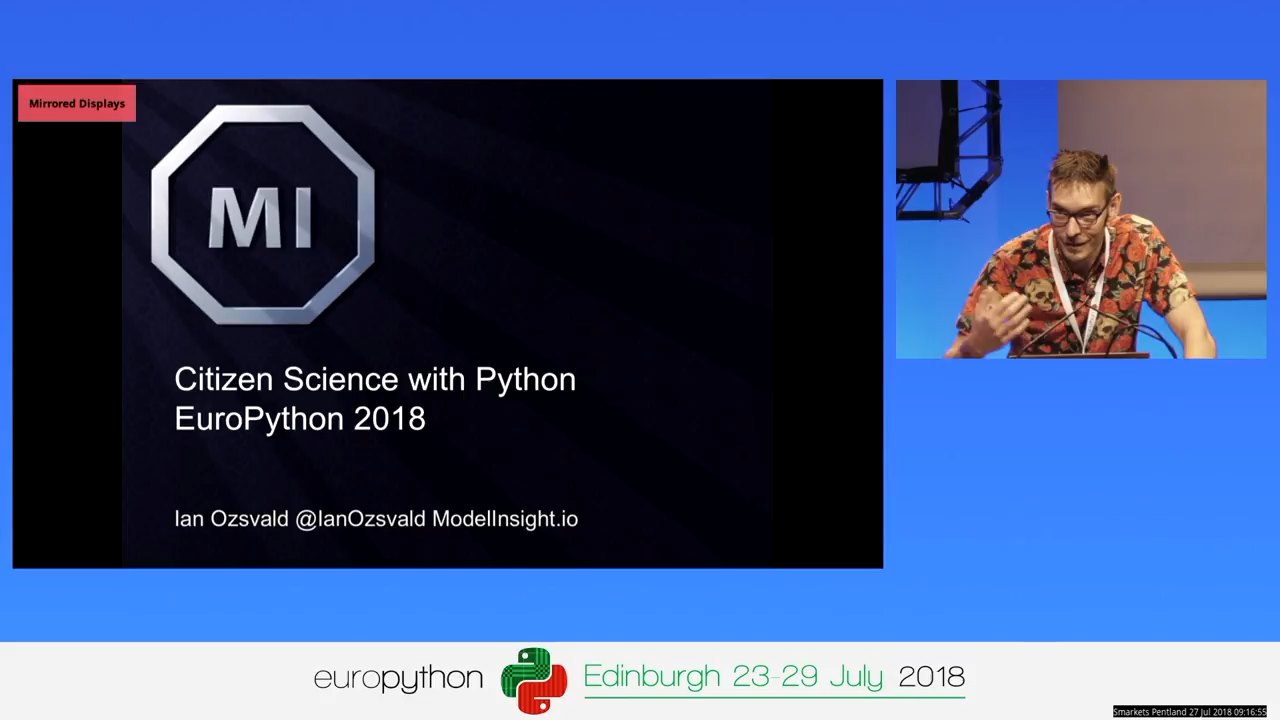 Mirrored Displays
MI
Citizen Science with Python
EuroPython 2018
Ian Ozsvald @IanOzsvald ModelInsight.io
europython Edinburgh 23-29 July 2018
Smarkets Pentland 27 Jul 2018 09:16:55